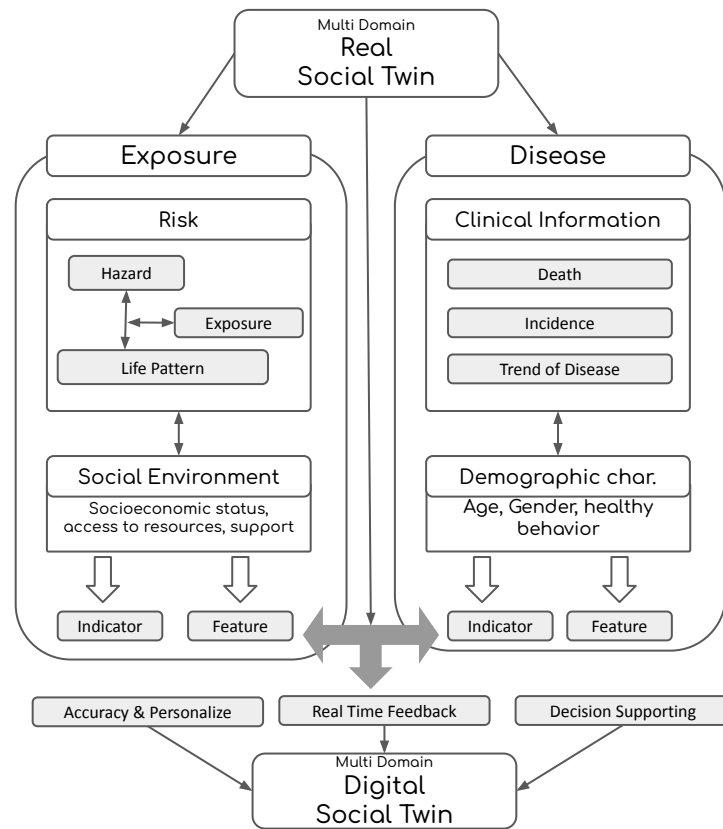 Multi Domain
Real
Social Twin
Exposure
Risk
Hazard
Exposure
Life Pattern
Social Environment
Socioeconomic status,
access to resources, support
Indicator
Feature
Disease
Clinical Information
Death
Incidence
Trend of Disease
Demographic char.
Age, Gender, healthy
behavior
Indicator
Feature
Accuracy & Personalize
Real Time Feedback
Decision Supporting
Multi Domain
Digital
Social Twin